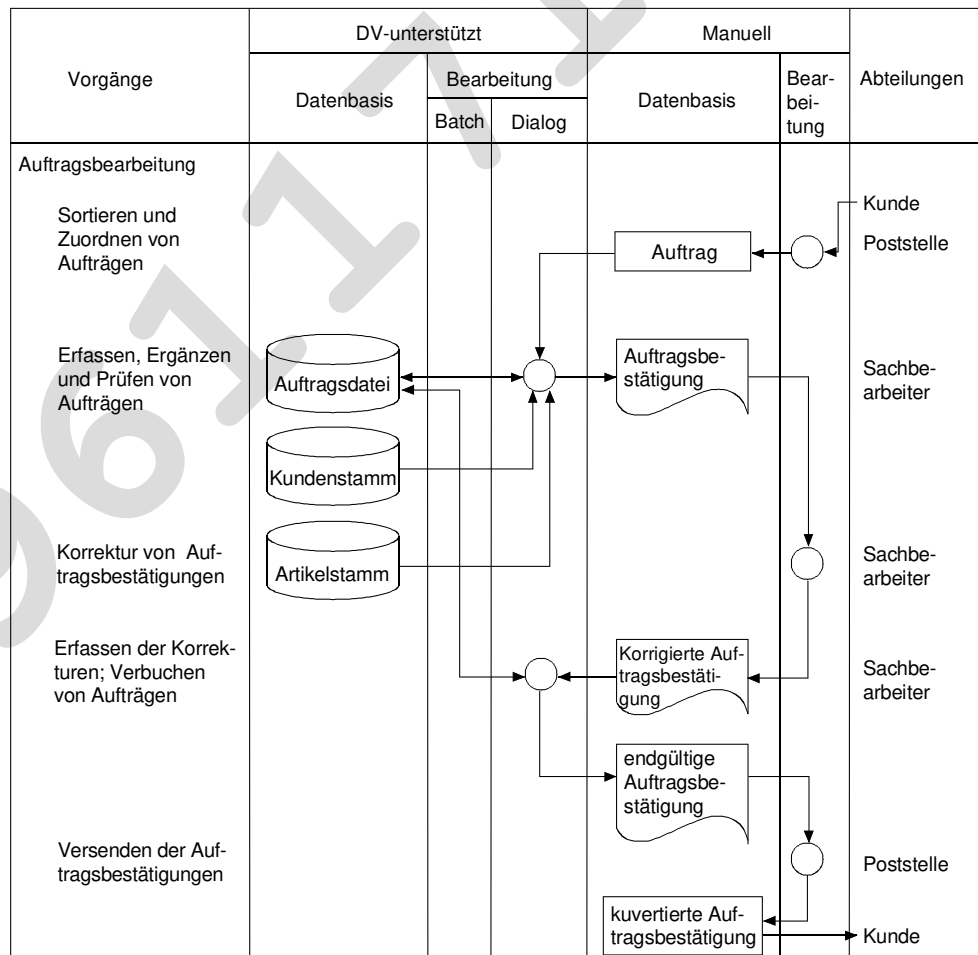 DV-unterstützt
Manuell
Vorgänge
Datenbasis
Bearbeitung
Batch
Dialog
Datenbasis
Bear-
bei-
tung
Abteilungen
Auftragsbearbeitung
Sortieren und
Zuordnen von
Aufträgen
Auftrag
Kunde
Poststelle
Erfassen, Ergänzen
und Prüfen von
Aufträgen
Auftragsdatei
Auftragsbe-
stätigung
Sachbe-
arbeiter
Kundenstamm
Korrektur von Auf-
tragsbestätigungen
Artikelstamm
Sachbe-
arbeiter
Erfassen der Korrek-
turen; Verbuchen
von Aufträgen
Korrigierte Auf-
tragsbestäti-
gung
Sachbe-
arbeiter
endgültige
Auftragsbe-
stätigung
Versenden der Auf-
tragsbestätigungen
Poststelle
kuvertierte Auf-
tragsbestätigung
Kunde